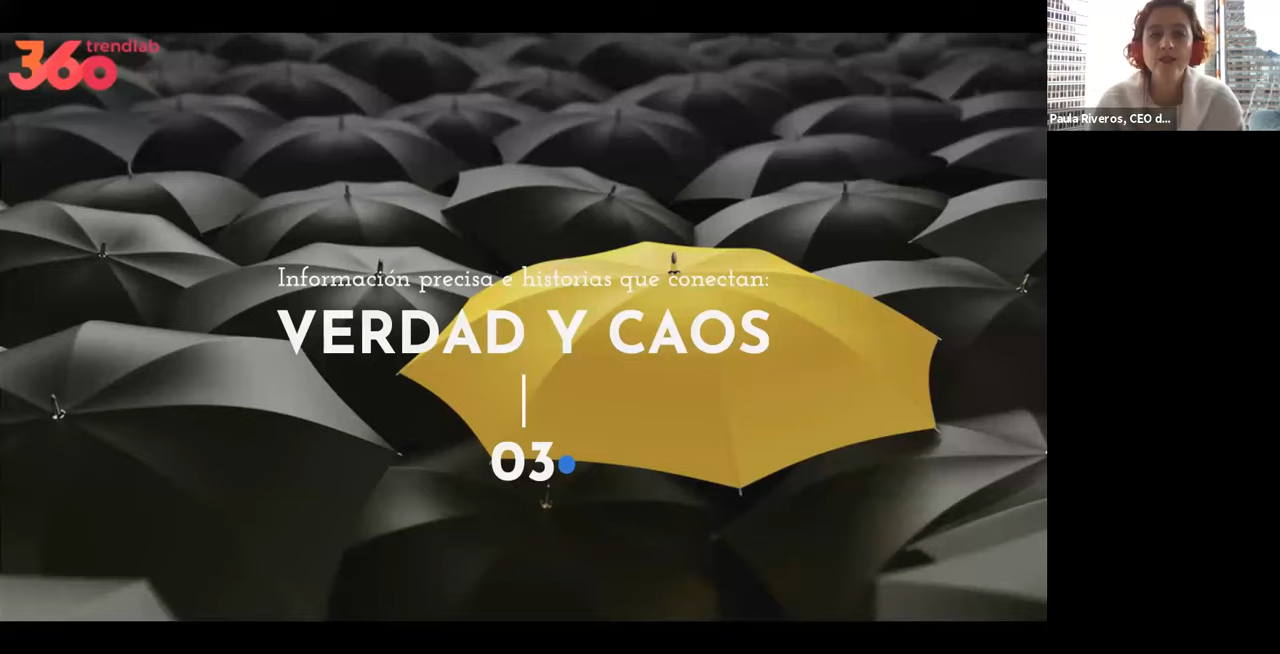 360 trendlab
Información precisa e historias que conectan:
VERDAD Y CAOS
03
Paula Riveros, CEO d...